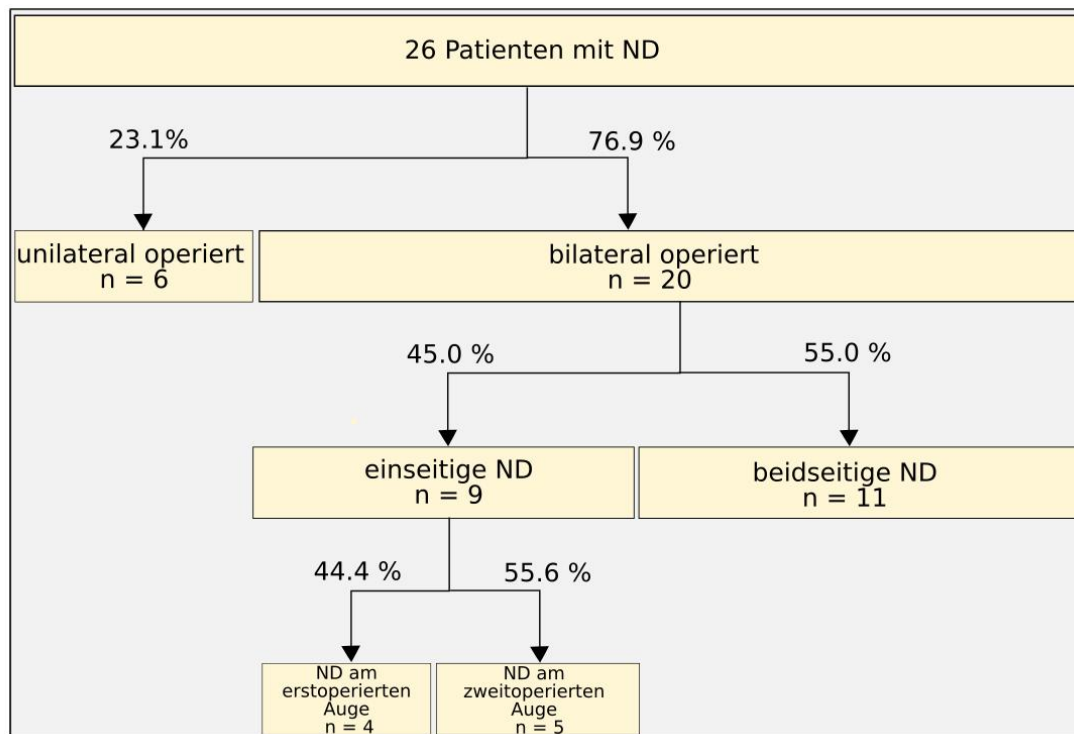 26 Patienten mit ND
23.1%
76.9 %
unilateral operiert
n = 6
bilateral operiert
n = 20
45.0 %
55.0 %
einseitige ND
n = 9
beidseitige ND
n = 11
44.4 %
55.6 %
ND am
erstoperierten
Auge
n = 4
ND am
zweitoperierten
Auge
n = 5